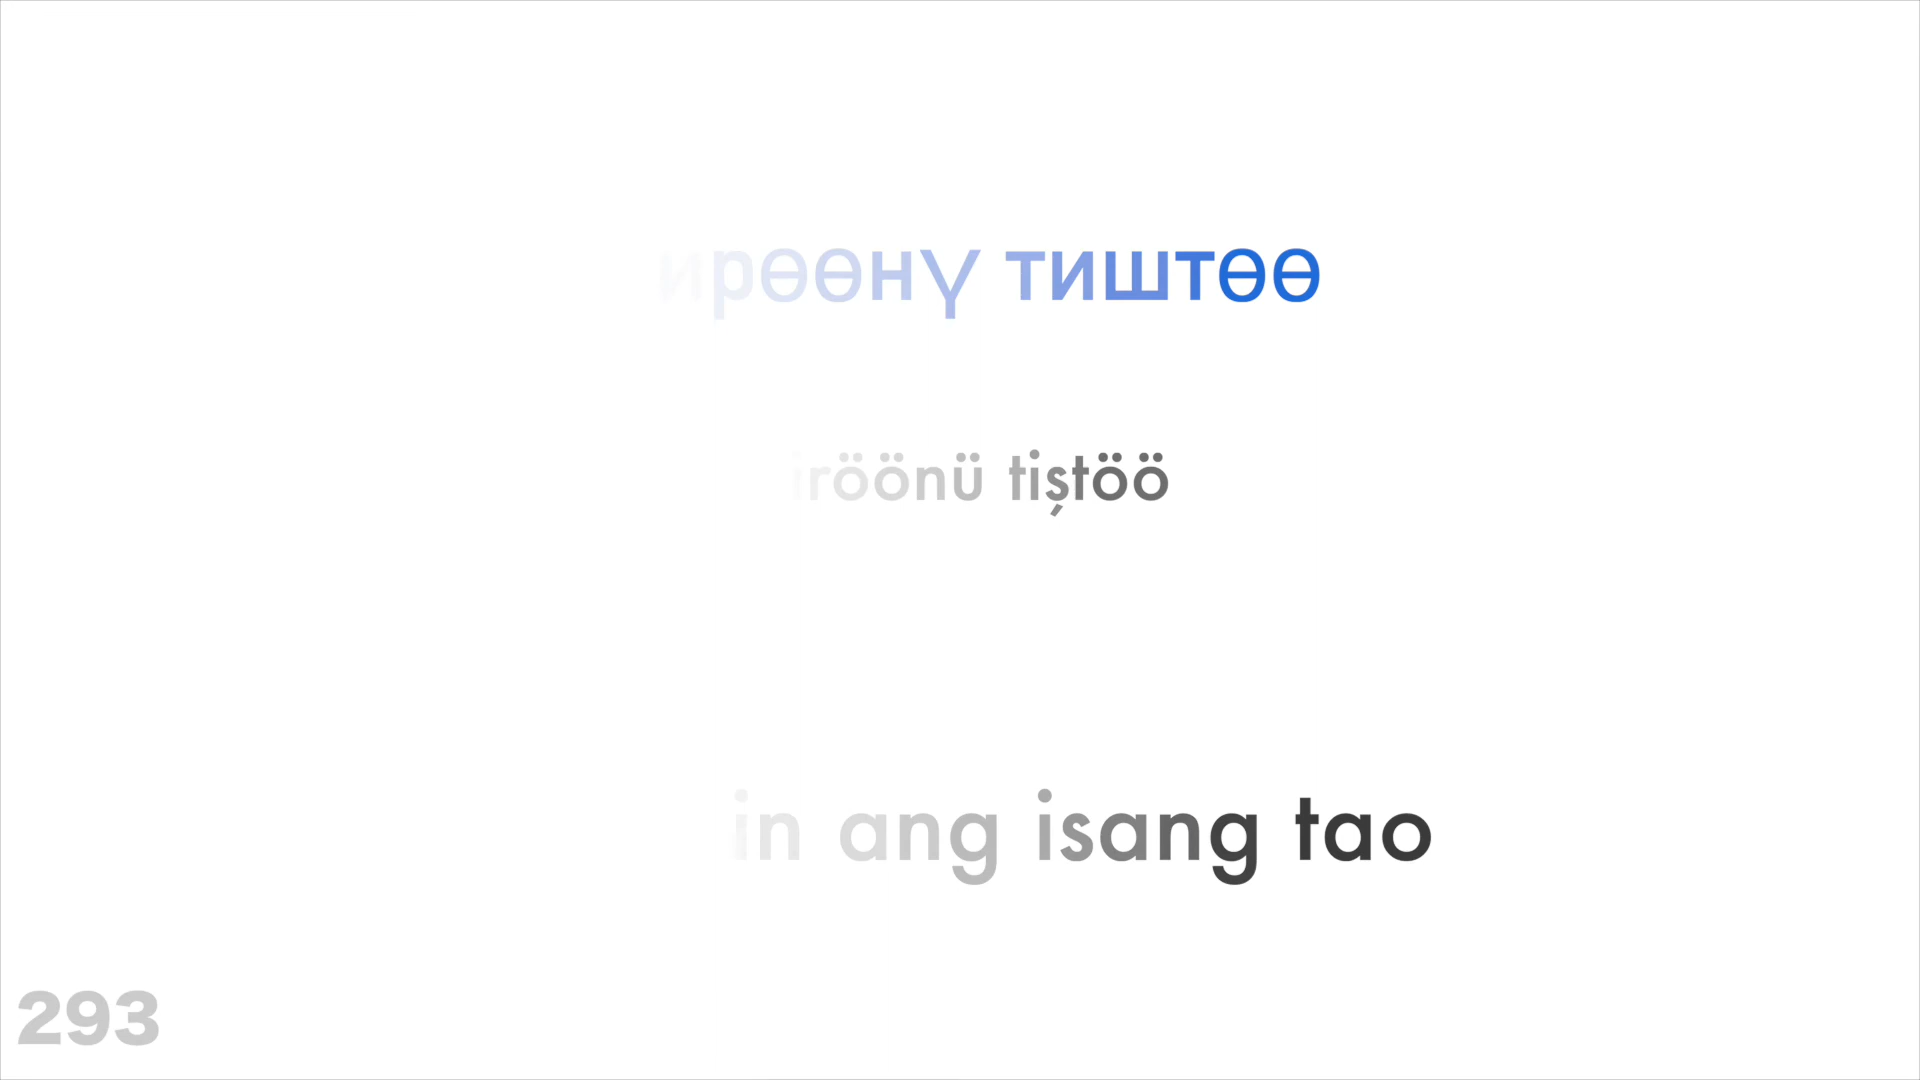 ирөөнү тиштөө
iröönü tiştöö
in ang isang tao
293